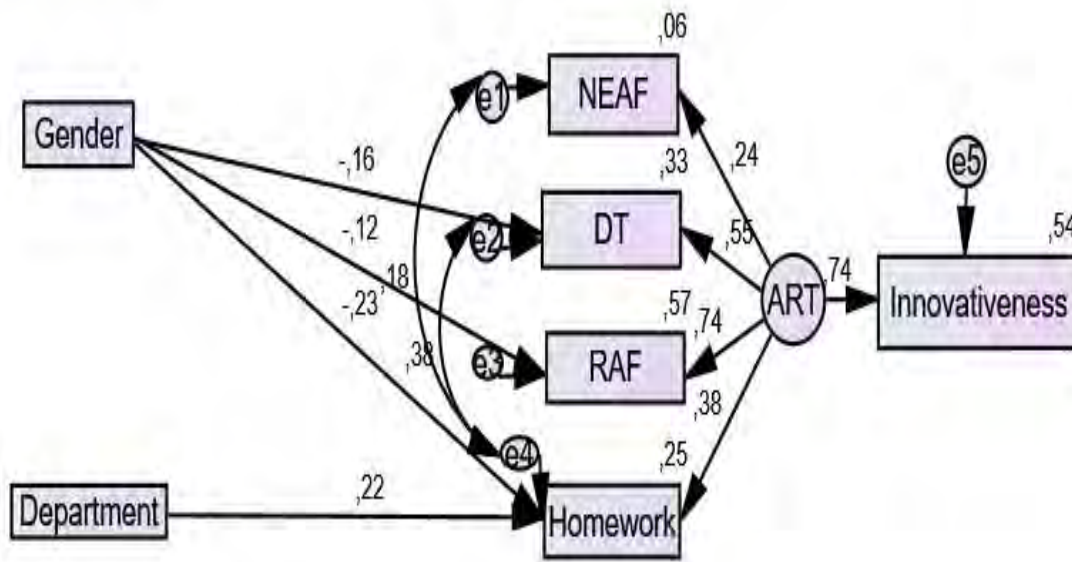 ,06
e1
NEAF
Gender
-,16
,33
,24
e5
-,12
e2
DT
,55
,54
,18
ART
,74
Innovativeness
-,23
,57
,74
,38
e3
RAF
,38
e4
,25
,22
Department
Homework